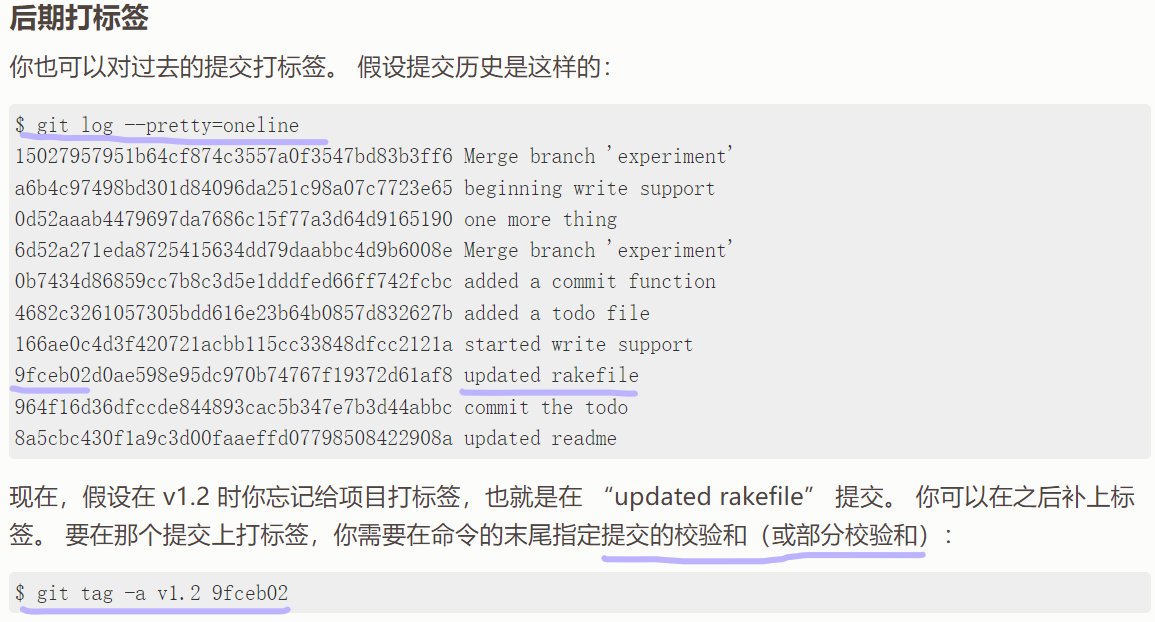 后期打标签
你也可以对过去的提交打标签。 假设提交历史是这样的：
$ git log --pretty=oneline
15027957951b64cf874c3557a0f3547bd83b3ff6 Merge branch 'experiment'
a6b4c97498bd301d84096da251c98a07c7723e65 beginning write support
0d52aaab4479697da7686c15f77a3d64d9165190 one more thing
6d52a271eda8725415634dd79daabbc4d9b6008e Merge branch 'experiment'
0b7434d86859cc7b8c3d5e1dddfed66ff742fcbc added a commit function
4682c3261057305bdd616e23b64b0857d832627b added a todo file
166ae0c4d3f420721acbb115cc33848dfcc2121a started write support
9fceb02d0ae598e95dc970b74767f19372d61af8 updated rakefile
964f16d36dfccde844893cac5b347e7b3d44abbc commit the todo
8a5cbc430f1a9c3d00faaeffd07798508422908a updated readme
现在，假设在 v1.2 时你忘记给项目打标签，也就是在 “updated rakefile” 提交。 你可以在之后补上标
签。 要在那个提交上打标签，你需要在命令的末尾指定提交的校验和（或部分校验和）：
$ git tag -a v1.2 9fceb02